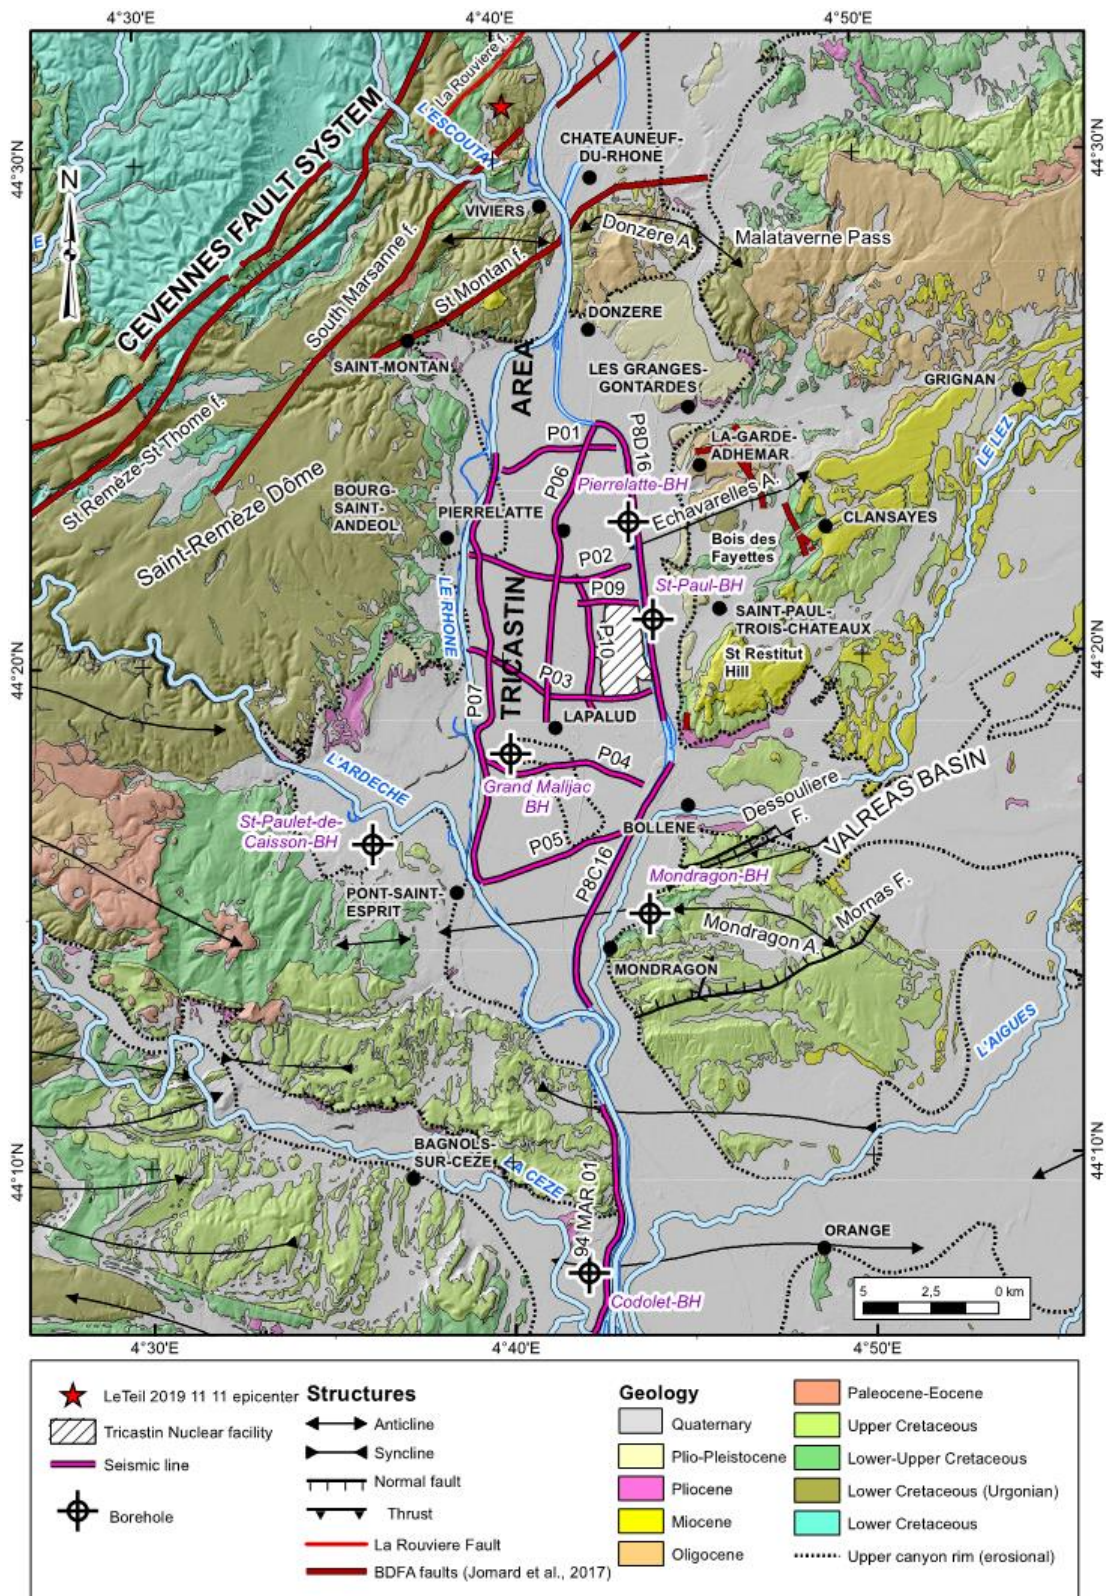 4°30'E
4°40'E
4°50'E
La Rouviere f.
L'ESCOUTAY
CHATEAUNEUF-
DU-RHONE
44°30'N
44°30'N
N
E
CEVENNES FAULT SYSTEM
VIVIERS
Donzere A.
Malataverne Pass
South Marsanne f.
St Montan f.
DONZERE
SAINT-MONTAN
AREA
LES GRANGES-
GONTARDES
GRIGNAN
LE LEZ
P01
P8D16
LA-GARDE-
ADHEMAR
St Remèze-St-Thome f.
P06
Pierrelatte-BH
BOURG-
SAINT-
ANDEOL
PIERRELATTE
Echavarelles A.
CLANSAYES
Saint-Remèze Dôme
Bois des
Fayettes
P02
LE RHONE
TRICASTIN
P09
St-Paul-BH
SAINT-PAUL-
TROIS-CHATEAUX
P10
44°20'N
44°20'N
St Restitut
Hill
P03
P07
LAPALUD
L'ARDECHE
P04
Grand Malijac
BH
Dessouliere
F.
VALREAS BASIN
St-Paulet-de-
Caisson-BH
BOLLENE
P05
P8C16
Mondragon-BH
PONT-SAINT-
ESPRIT
Mornas F.
Mondragon A.
MONDRAGON
L'AIGUES
BAGNOLS-
SUR-CEZE
LA CEZE
44°10'N
44°10'N
94 MAR 01
ORANGE
Codolet-BH
5 2,5 0 km
4°30'E
4°40'E
4°50'E
LeTeil 2019 11 11 epicenter
Tricastin Nuclear facility
Seismic line
Borehole
Structures
Anticline
Syncline
Normal fault
Thrust
La Rouviere Fault
BDFA faults (Jomard et al., 2017)
Geology
Quaternary
Plio-Pleistocene
Pliocene
Miocene
Oligocene
Paleocene-Eocene
Upper Cretaceous
Lower-Upper Cretaceous
Lower Cretaceous (Urgonian)
Lower Cretaceous
Upper canyon rim (erosional)